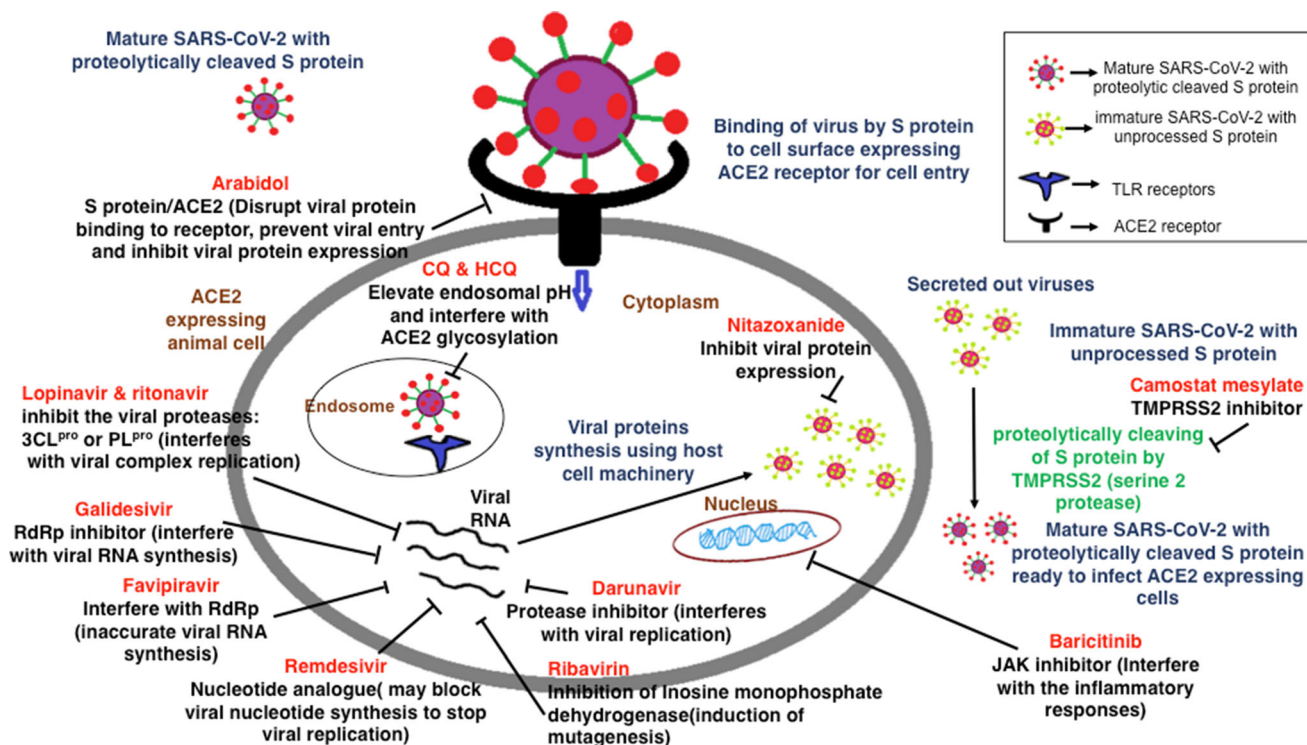 Mature SARS-CoV-2 with
proteolytically cleaved S protein
Mature SARS-CoV-2 with
proteolytic cleaved S protein
immature SARS-CoV-2 with
unprocessed S protein
TLR receptors
ACE2 receptor
Binding of virus by S protein
to cell surface expressing
ACE2 receptor for cell entry
Arabidol
S protein/ACE2 (Disrupt viral protein
binding to receptor, prevent viral entry
and inhibit viral protein expression
CQ & HCQ
Elevate endosomal pH
and interfere with
ACE2 glycosylation
Cytoplasm
ACE2
expressing
animal cell
Nitazoxanide
Inhibit viral protein
expression
Secreted out viruses
Immature SARS-CoV-2 with
unprocessed S protein
Camostat mesylate
TMPRSS2 inhibitor
proteolytically cleaving
of S protein by
TMPRSS2 (serine 2
protease)
Mature SARS-CoV-2 with
proteolytically cleaved S protein
ready to infect ACE2 expressing
cells
Lopinavir & ritonavir
inhibit the viral proteases:
3CLpro or PLpro (interferes
with viral complex replication)
Endosome
Viral proteins
synthesis using host
cell machinery
Viral
RNA
Nucleus
Galidesivir
RdRp inhibitor (interfere
with viral RNA synthesis)
Favipiravir
Interfere with RdRp
(inaccurate viral RNA
synthesis)
Darunavir
Protease inhibitor (interferes
with viral replication)
Remdesivir
Nucleotide analogue( may block
viral nucleotide synthesis to stop
viral replication)
Ribavirin
Inhibition of Inosine monophosphate
dehydrogenase(induction of
mutagenesis)
Baricitinib
JAK inhibitor (Interfere
with the inflammatory
responses)